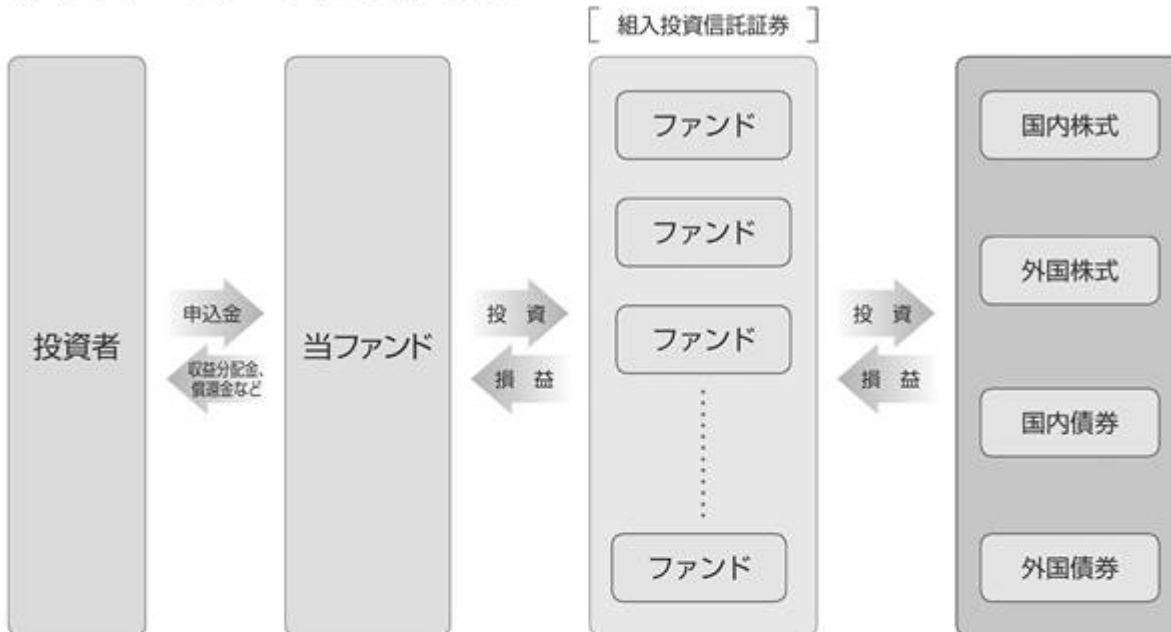 [ 組入投資信託証券 ]
投資者
申込金
収益分配金、
償還金など
当ファンド
投 資
損 益
ファンド
ファンド
ファンド
ファンド
投 資
損 益
国内株式
外国株式
国内債券
外国債券